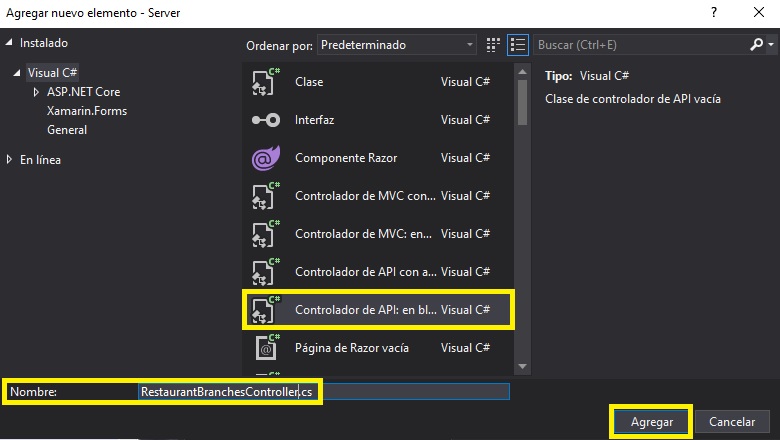 Agregar nuevo elemento - Server
? ×
Instalado
Ordenar por: Predeterminado
Buscar (Ctrl+E)
Visual C#
ASP.NET Core
Xamarin.Forms
General
En línea
C# Clase Visual C#
Interfaz Visual C#
@ Componente Razor Visual C#
C# Controlador de MVC con... Visual C#
C# Controlador de MVC: en... Visual C#
C# Controlador de API con a... Visual C#
C# Controlador de API: en bl... Visual C#
@ Página de Razor vacía Visual C#
Tipo: Visual C#
Clase de controlador de API vacía
Nombre: RestaurantBranchesController.cs
Agregar Cancelar